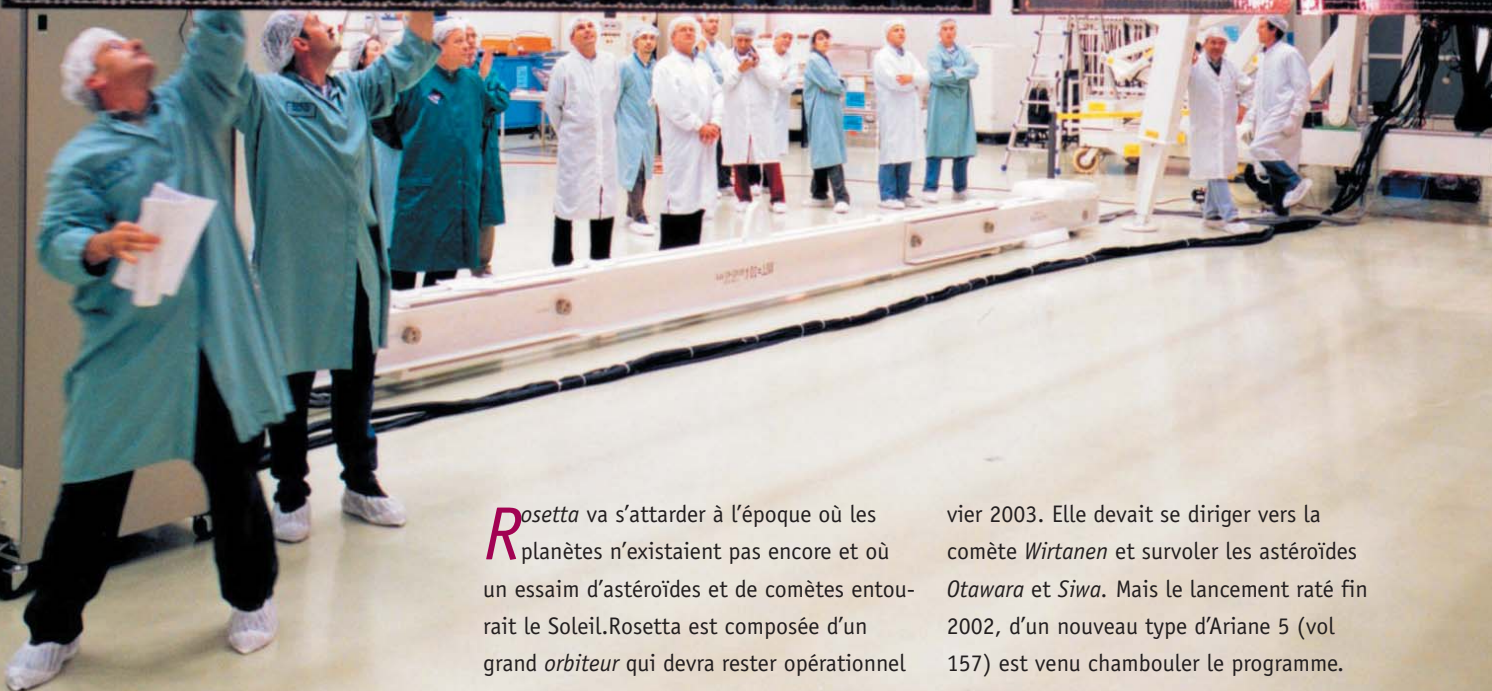 Rosetta va s’attarder à l’époque où les
planètes n’existaient pas encore et où
un essaim d’astéroïdes et de comètes entou-
rait le Soleil.Rosetta est composée d’un
grand orbiteur qui devra rester opérationnel
vier 2003. Elle devait se diriger vers la
comète Wirtanen et survoler les astéroïdes
Otawara et Siwa. Mais le lancement raté fin
2002, d’un nouveau type d’Ariane 5 (vol
157) est venu chambouler le programme.